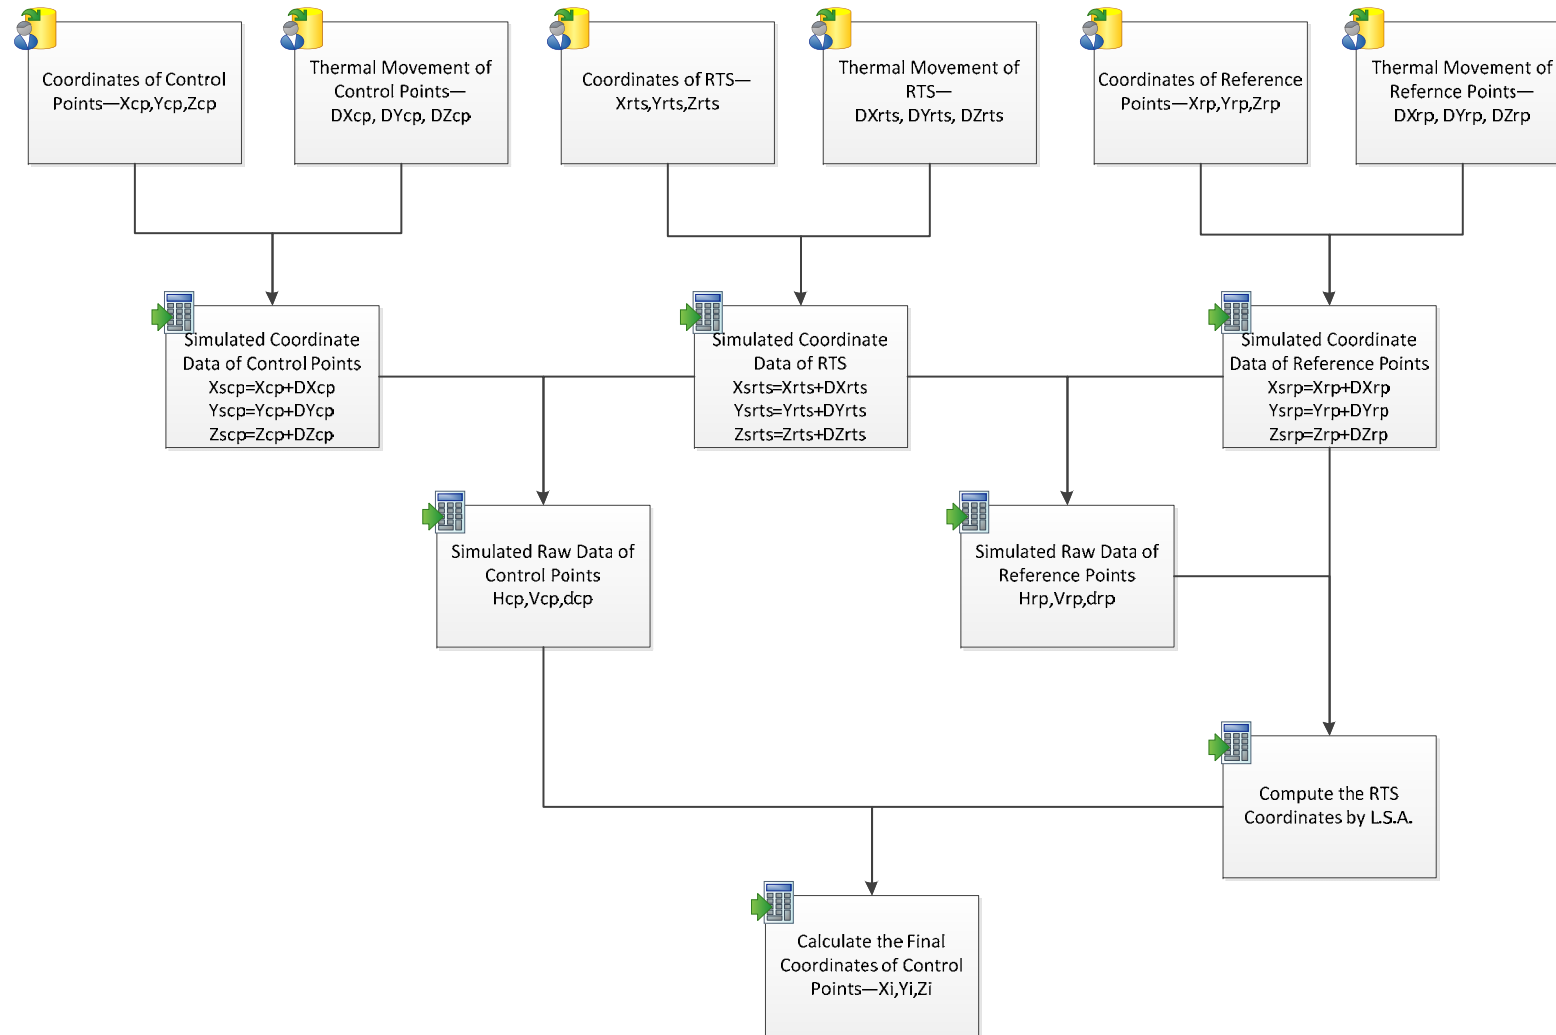 Coordinates of Control
Points—Xcp,Ycp,Zcp
Thermal Movement of
Control Points—
DXcp, DYcp, DZcp
Coordinates of RTS—
Xrts,Yrts,Zrts
Thermal Movement of
RTS—
DXrts, DYrts, DZrts
Coordinates of Reference
Points—Xrp,Yrp,Zrp
Thermal Movement of
Refernce Points—
DXrp, DYrp, DZrp
Simulated Coordinate
Data of Control Points
Xscp=Xcp+DXcp
Yscp=Ycp+DYcp
Zscp=Zcp+DZcp
Simulated Coordinate
Data of RTS
Xsrts=Xrts+DXrts
Ysrts=Yrts+DYrts
Zsrts=Zrts+DZrts
Simulated Coordinate
Data of Reference Points
Xsrp=Xrp+DXrp
Ysrp=Yrp+DYrp
Zsrp=Zrp+DZrp
Simulated Raw Data of
Control Points
Hcp,Vcp,dcp
Simulated Raw Data of
Reference Points
Hrp,Vrp,drp
Compute the RTS
Coordinates by L.S.A.
Calculate the Final
Coordinates of Control
Points—Xi,Yi,Zi